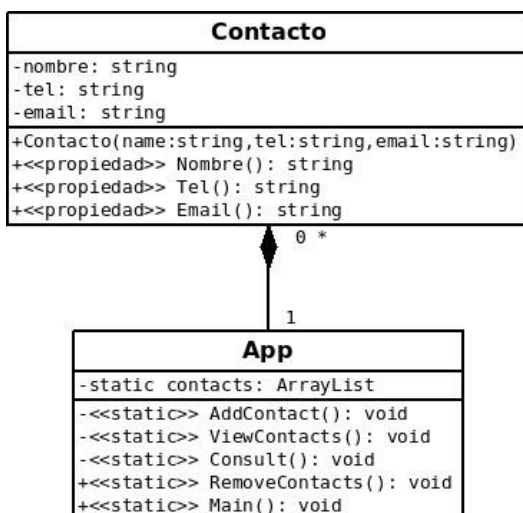 Contacto
-nombre: string
-tel: string
-email: string
+Contacto(name:string,tel:string,email:string)
+<<propiedad>> Nombre(): string
+<<propiedad>> Tel(): string
+<<propiedad>> Email(): string
0 *
1
App
-static contacts: ArrayList
-<<static>> AddContact(): void
-<<static>> ViewContacts(): void
-<<static>> Consult(): void
+<<static>> RemoveContacts(): void
+<<static>> Main(): void